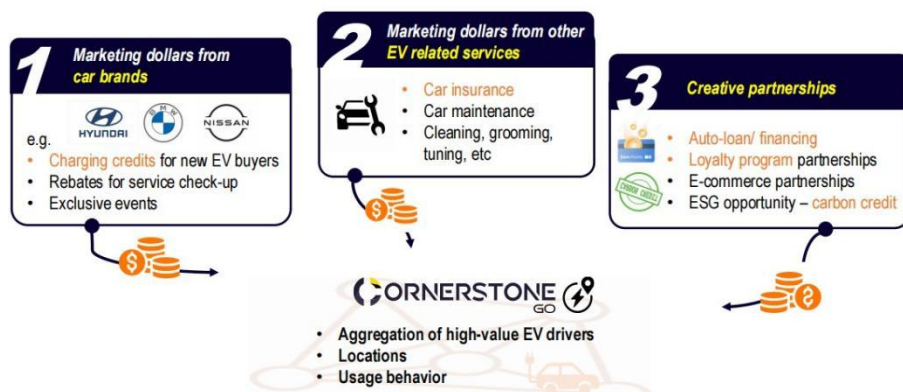 1
Marketing dollars from
car brands
HYUNDAI
BMW
NISSAN
e.g.
• Charging credits for new EV buyers
• Rebates for service check-up
• Exclusive events
2
Marketing dollars from other
EV related services
• Car insurance
• Car maintenance
• Cleaning, grooming,
tuning, etc
3
Creative partnerships
• Auto-loan/ financing
• Loyalty program partnerships
• E-commerce partnerships
• ESG opportunity – carbon credit
CARBON CREDIT
$
$
$
CORNERSTONE
GO
• Aggregation of high-value EV drivers
• Locations
• Usage behavior